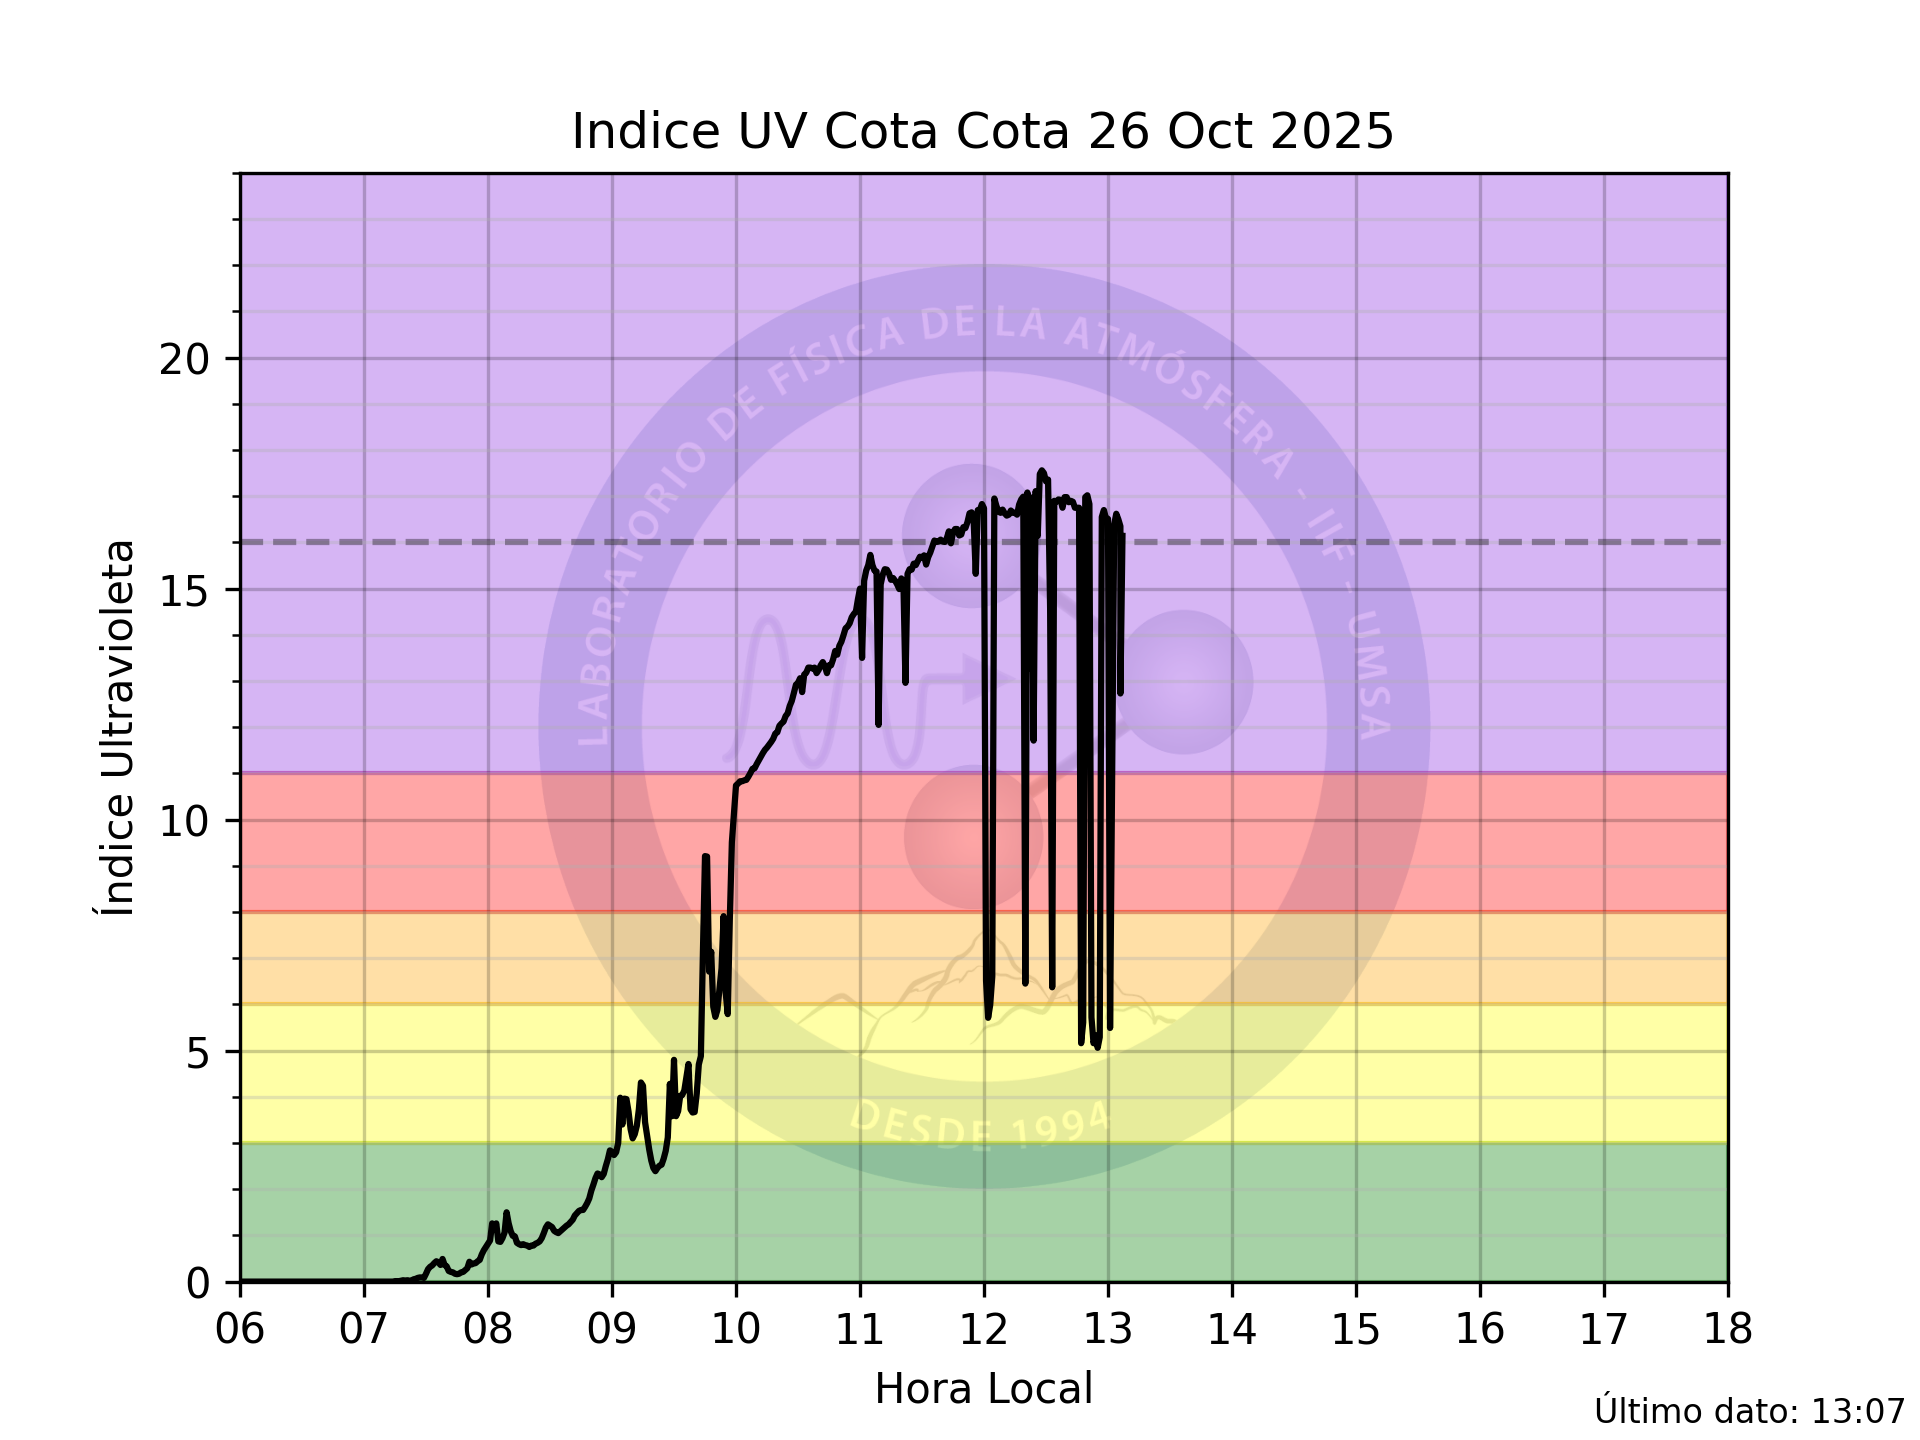 Indice UV Cota Cota 26 Oct 2025
Índice Ultravioleta
20
15
10
5
0
LABORATORIO DE FÍSICA DE LA ATMÓSFERA - IIF - UMSA
DESDE 1994
06 07 08 09 10 11 12 13 14 15 16 17 18
Hora Local
Último dato: 13:07